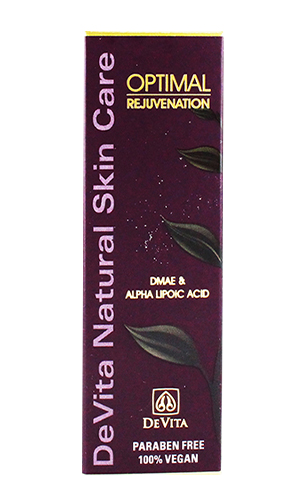 DeVita Natural Skin Care
OPTIMAL
REJUVENATION
DMAE &
ALPHA LIPOIC ACID
DEVITA
PARABEN FREE
100% VEGAN